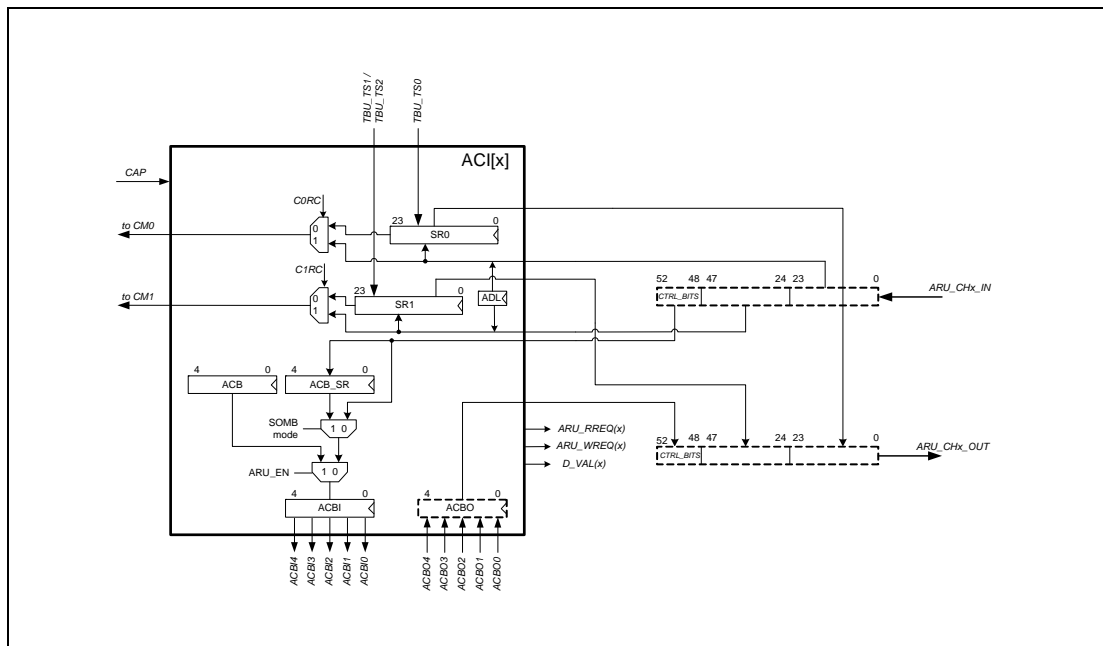 TBU_TS1 /
TBU_TS2
TBU_TS0
ACI[x]
CAP
C0RC
23 0
to CM0
0
1
SR0
C1RC
23 0
to CM1
0
1
SR1
ADL
52 48 47 24 23 0
ARU_CHx_IN
CTRL_BITS
4 0
4 0
ACB
ACB_SR
SOMB
mode
1 0
ARU_EN
1 0
ARU_RREQ(x)
ARU_WREQ(x)
D_VAL(x)
52 48 47 24 23 0
ARU_CHx_OUT
CTRL_BITS
4 0
4 0
ACBI
ACBO
ACBI4
ACBI3
ACBI2
ACBI1
ACBI0
ACBO4
ACBO3
ACBO2
ACBO1
ACBO0